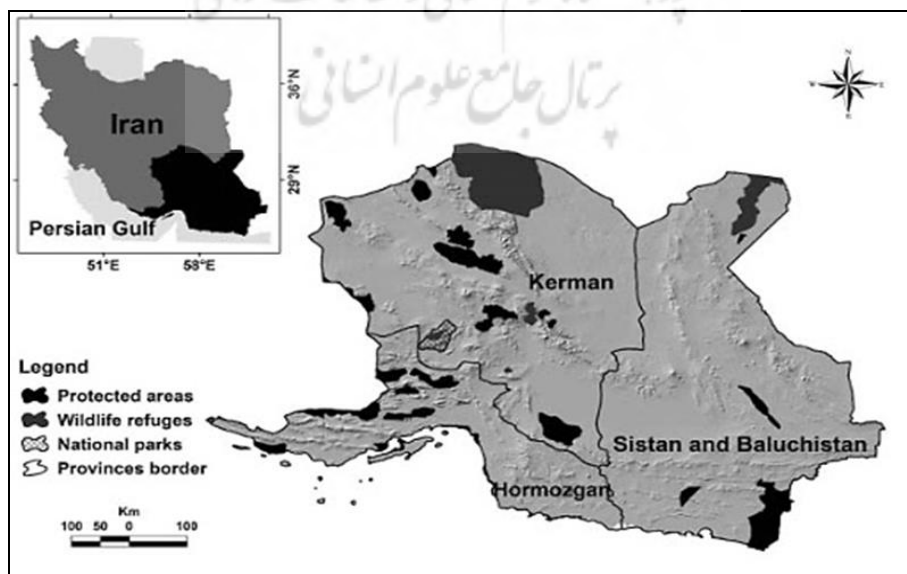 پرتال جامع علوم انسانی
N
W
E
S
36°N
Iran
29°N
Persian Gulf
51°E
58°E
Kerman
Legend
Protected areas
Wildlife refuges
National parks
Provinces border
Sistan and Baluchistan
Hormozgan
Km
100 50 0 100